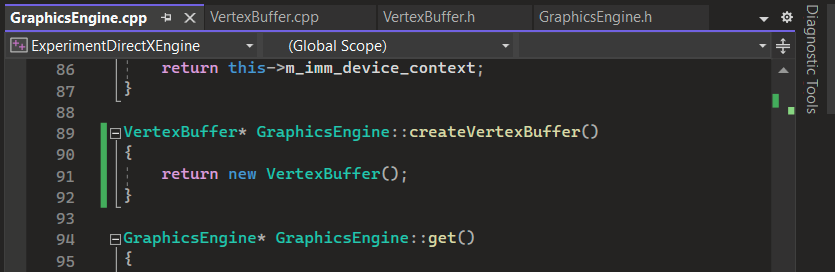 GraphicsEngine.cpp VertexBuffer.cpp VertexBuffer.h GraphicsEngine.h
ExperimentDirectXEngine (Global Scope)
86 return this->m_imm_device_context;
87 }
88
89 VertexBuffer* GraphicsEngine::createVertexBuffer()
90 {
91 return new VertexBuffer();
92 }
93
94 GraphicsEngine* GraphicsEngine::get()
95 {
Diagnostic Tools